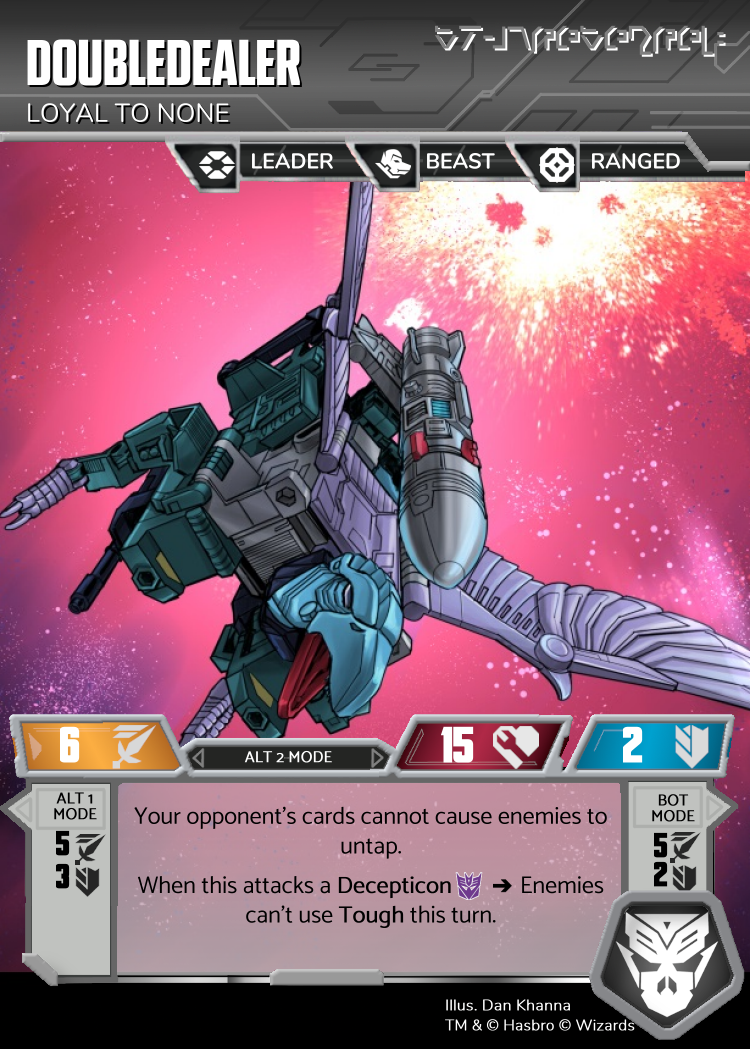 DOUBLEDEALER
LOYAL TO NONE
LEADER BEAST RANGED
6 ALT 2 MODE 15 2
ALT 1
MODE
5
3
Your opponent's cards cannot cause enemies to
untap.
When this attacks a Decepticon ➔ Enemies
can't use Tough this turn.
BOT
MODE
5
2
Illus. Dan Khanna
TM & © Hasbro © Wizards